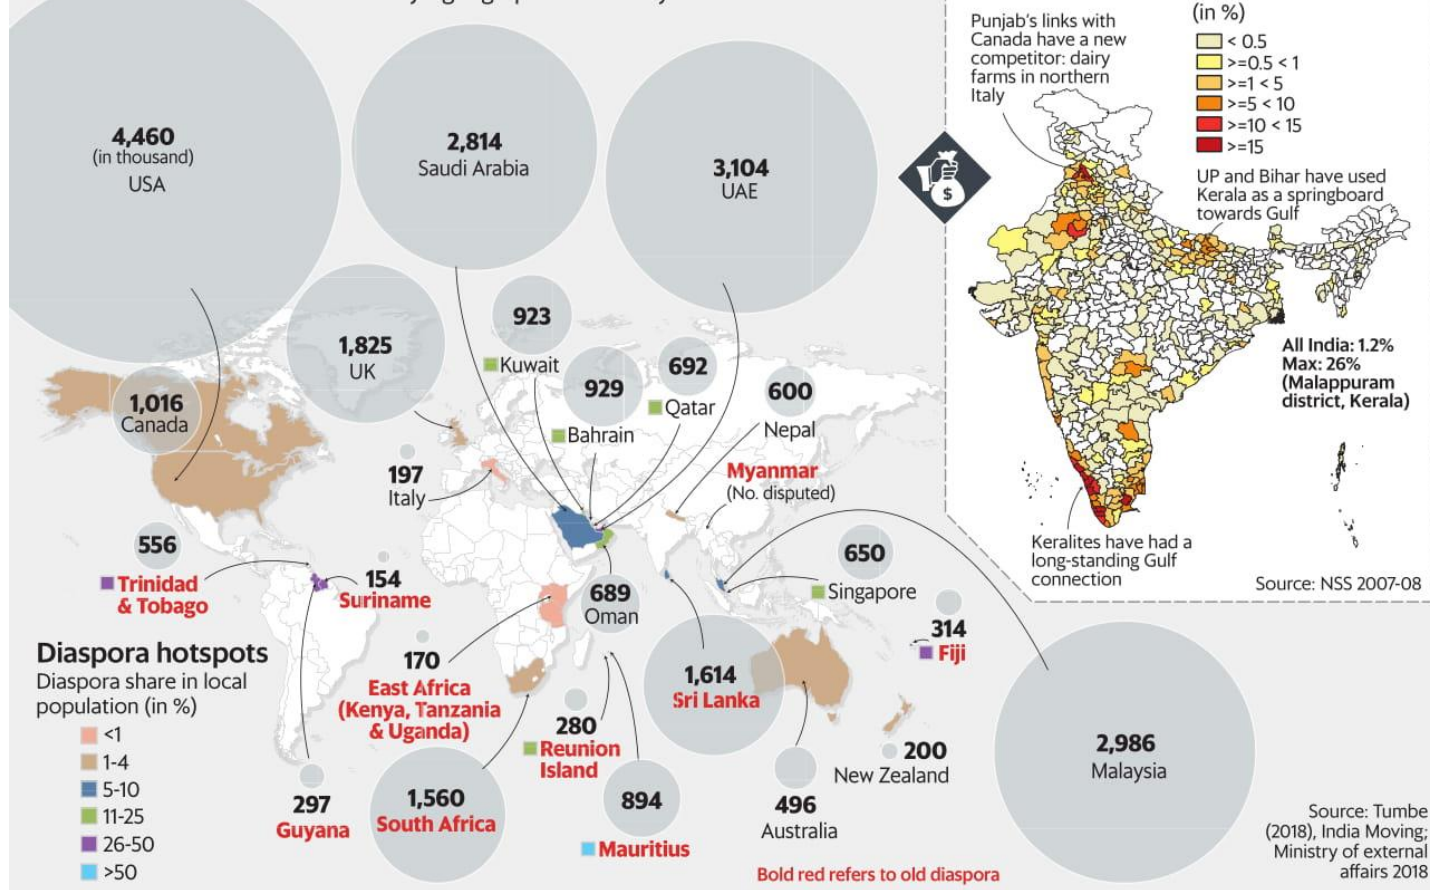 4,460
(in thousand)
USA
2,814
Saudi Arabia
3,104
UAE
1,825
UK
923
Kuwait
929
Bahrain
692
Qatar
600
Nepal
1,016
Canada
197
Italy
Myanmar
(No. disputed)
556
Trinidad
& Tobago
154
Suriname
689
Oman
650
Singapore
170
East Africa
(Kenya, Tanzania
& Uganda)
1,614
Sri Lanka
314
Fiji
280
Reunion
Island
2,986
Malaysia
200
New Zealand
297
Guyana
1,560
South Africa
894
Mauritius
496
Australia
Diaspora hotspots
Diaspora share in local
population (in %)
<1
1-4
5-10
11-25
26-50
>50
Bold red refers to old diaspora
Source: Tumbe
(2018), India Moving;
Ministry of external
affairs 2018
$
Punjab's links with
Canada have a new
competitor: dairy
farms in northern
Italy
(in %)
< 0.5
>=0.5 < 1
>=1 < 5
>=5 < 10
>=10 < 15
>=15
UP and Bihar have used
Kerala as a springboard
towards Gulf
All India: 1.2%
Max: 26%
(Malappuram
district, Kerala)
Keralites have had a
long-standing Gulf
connection
Source: NSS 2007-08